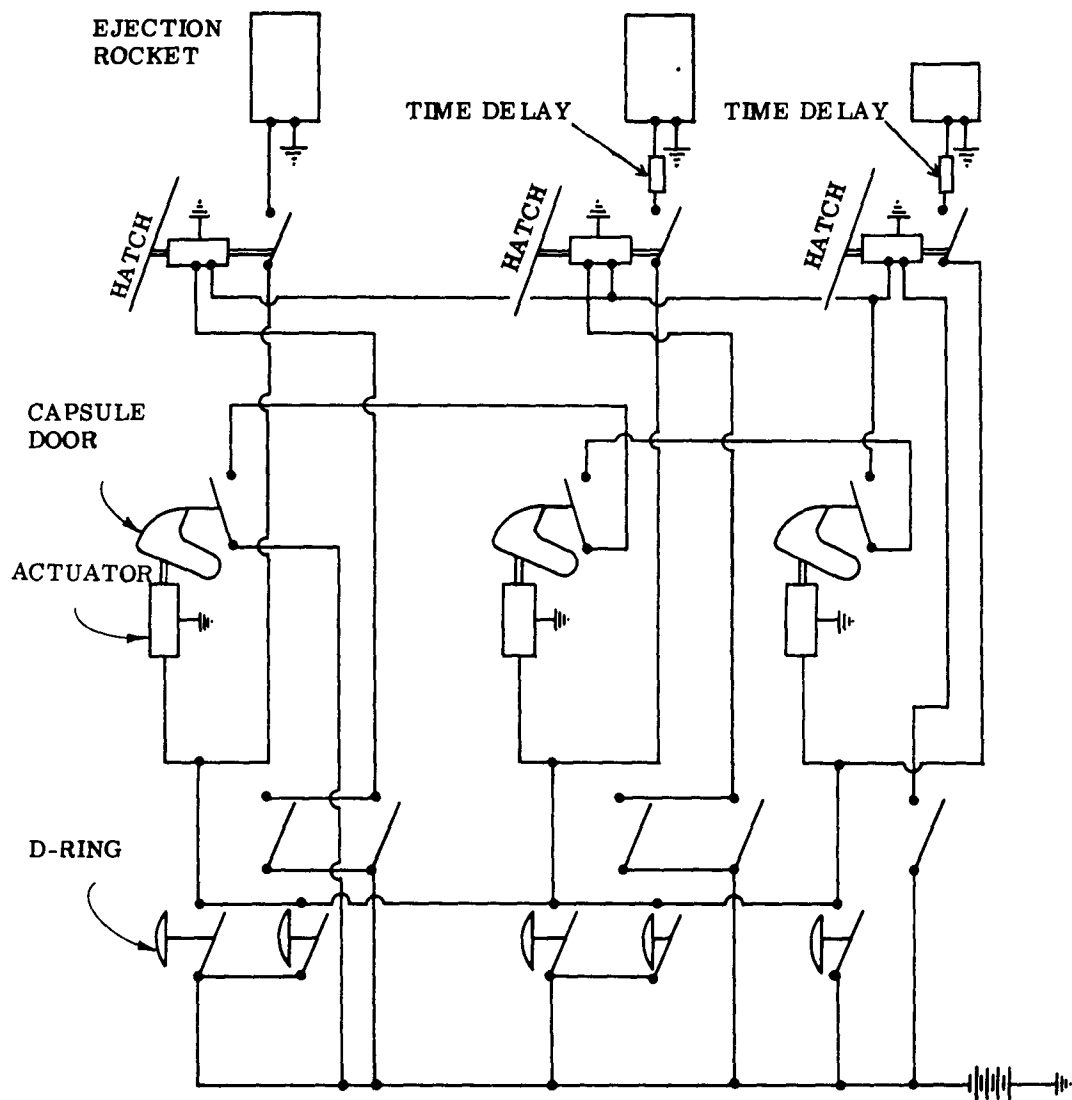 EJECTION
ROCKET
TIME DELAY
TIME DELAY
HATCH
HATCH
HATCH
CAPSULE
DOOR
ACTUATOR
D-RING